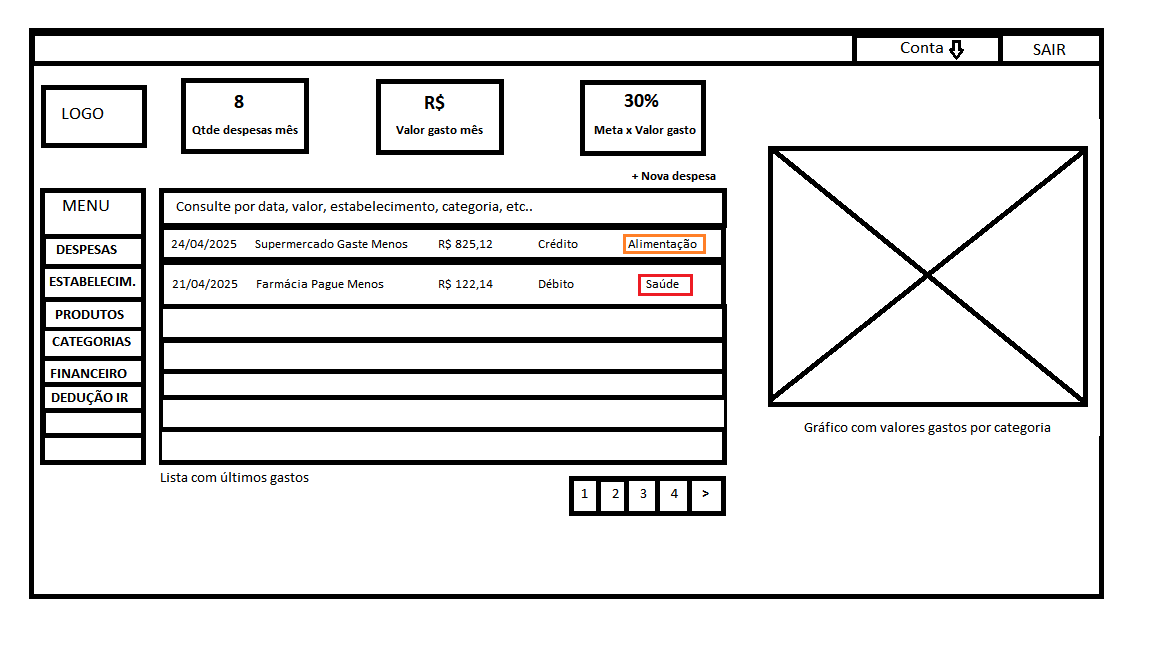 Conta
SAIR
LOGO
8
Qtde despesas mês
R$
Valor gasto mês
30%
Meta x Valor gasto
+ Nova despesa
MENU
DESPESAS
ESTABELECIM.
PRODUTOS
CATEGORIAS
FINANCEIRO
DEDUÇÃO IR
Consulte por data, valor, estabelecimento, categoria, etc..
24/04/2025 Supermercado Gaste Menos R$ 825,12 Crédito Alimentação
21/04/2025 Farmácia Pague Menos R$ 122,14 Débito Saúde
Lista com últimos gastos
1 2 3 4 >
Gráfico com valores gastos por categoria